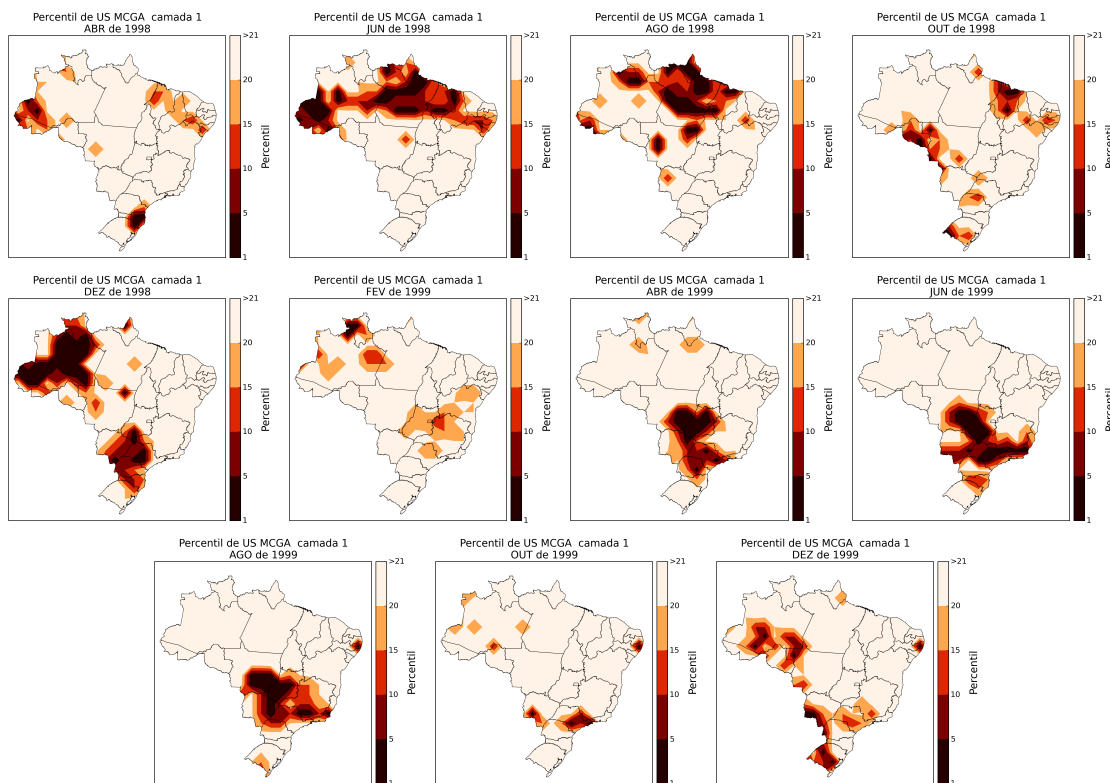 Percentil de US MCGA  camada 1
ABR de 1998
>21
20
15
10
5
1
Percentil
Percentil de US MCGA  camada 1
JUN de 1998
>21
20
15
10
5
1
Percentil
Percentil de US MCGA  camada 1
AGO de 1998
>21
20
15
10
5
1
Percentil
Percentil de US MCGA  camada 1
OUT de 1998
>21
20
15
10
5
1
Percentil de US MCGA  camada 1
DEZ de 1998
>21
20
15
10
5
1
Percentil
Percentil de US MCGA  camada 1
FEV de 1999
>21
20
15
10
5
1
Percentil
Percentil de US MCGA  camada 1
ABR de 1999
>21
20
15
10
5
1
Percentil
Percentil de US MCGA  camada 1
JUN de 1999
>21
20
15
10
5
1
Percentil de US MCGA  camada 1
AGO de 1999
>21
20
15
10
5
Percentil
Percentil de US MCGA  camada 1
OUT de 1999
>21
20
15
10
5
Percentil
Percentil de US MCGA  camada 1
DEZ de 1999
>21
20
15
10
5
Percentil